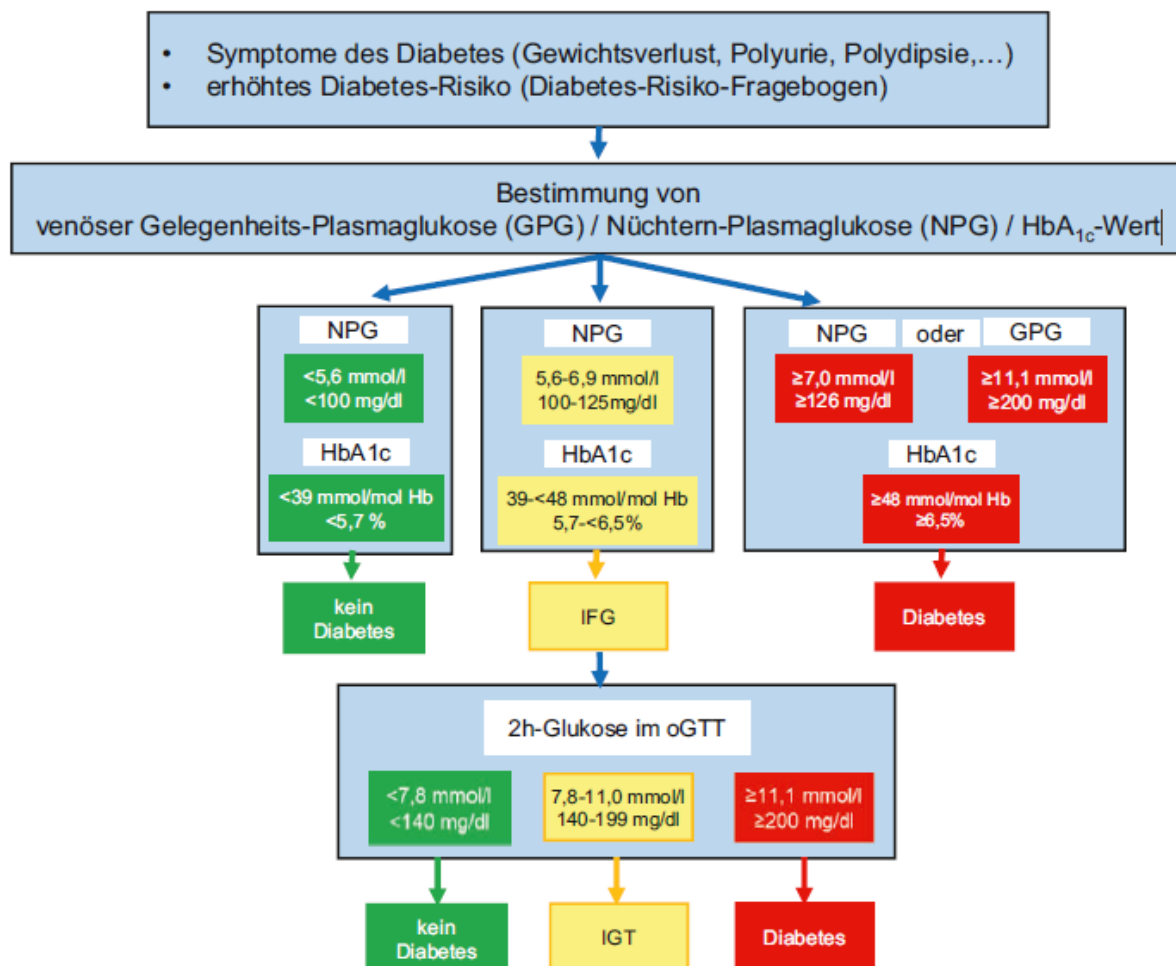 • Symptome des Diabetes (Gewichtsverlust, Polyurie, Polydipsie,…)
• erhöhtes Diabetes-Risiko (Diabetes-Risiko-Fragebogen)
Bestimmung von
venöser Gelegenheits-Plasmaglukose (GPG) / Nüchtern-Plasmaglukose (NPG) / HbA1c-Wert
NPG
<5,6 mmol/l
<100 mg/dl
HbA1c
<39 mmol/mol Hb
<5,7 %
kein
Diabetes
NPG
5,6-6,9 mmol/l
100-125mg/dl
HbA1c
39-<48 mmol/mol Hb
5,7-<6,5%
IFG
NPG oder GPG
≥7,0 mmol/l
≥126 mg/dl
≥11,1 mmol/l
≥200 mg/dl
HbA1c
≥48 mmol/mol Hb
≥6,5%
Diabetes
2h-Glukose im oGTT
<7,8 mmol/l
<140 mg/dl
7,8-11,0 mmol/l
140-199 mg/dl
≥11,1 mmol/l
≥200 mg/dl
kein
Diabetes
IGT
Diabetes